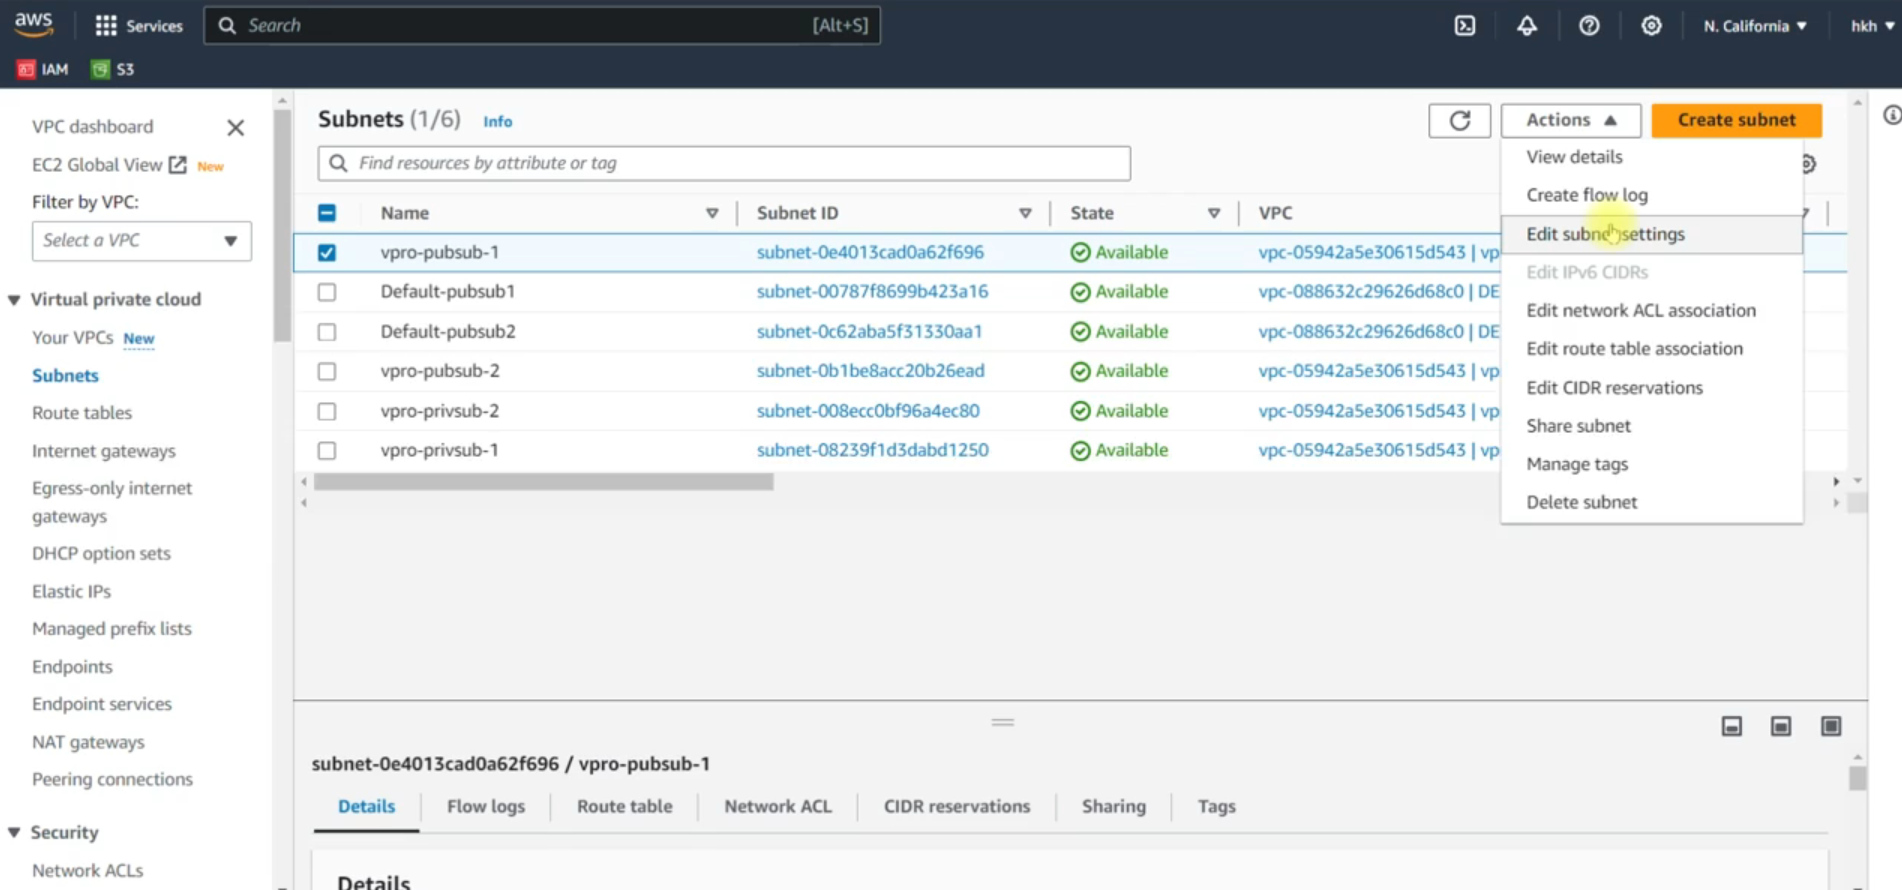 aws
Services
Search
[Alt+S]
N. California
hkh
IAM
S3
VPC dashboard
EC2 Global View
New
Filter by VPC:
Select a VPC
Virtual private cloud
Your VPCs New
Subnets
Route tables
Internet gateways
Egress-only internet
gateways
DHCP option sets
Elastic IPs
Managed prefix lists
Endpoints
Endpoint services
NAT gateways
Peering connections
Security
Network ACLs
Subnets (1/6) Info
Actions
Create subnet
Find resources by attribute or tag
Name Subnet ID State VPC
vpro-pubsub-1 subnet-0e4013cad0a62f696 Available vpc-05942a5e30615d543 | vp
Default-pubsub1 subnet-00787f8699b423a16 Available vpc-088632c29626d68c0 | DE
Default-pubsub2 subnet-0c62aba5f31330aa1 Available vpc-088632c29626d68c0 | DE
vpro-pubsub-2 subnet-0b1be8acc20b26ead Available vpc-05942a5e30615d543 | vp
vpro-privsub-2 subnet-008ecc0bf96a4ec80 Available vpc-05942a5e30615d543 | vp
vpro-privsub-1 subnet-08239f1d3dabd1250 Available vpc-05942a5e30615d543 | vp
View details
Create flow log
Edit subnet settings
Edit IPv6 CIDRs
Edit network ACL association
Edit route table association
Edit CIDR reservations
Share subnet
Manage tags
Delete subnet
subnet-0e4013cad0a62f696 / vpro-pubsub-1
Details Flow logs Route table Network ACL CIDR reservations Sharing Tags
Details